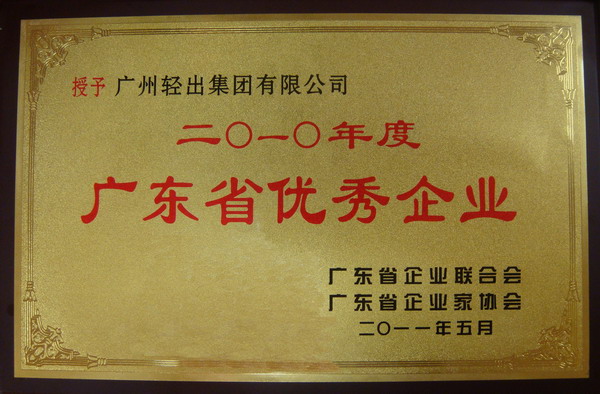 授予 广州轻出集团有限公司
二〇一〇年度
广东省优秀企业
广东省企业联合会
广东省企业家协会
二〇一一年五月